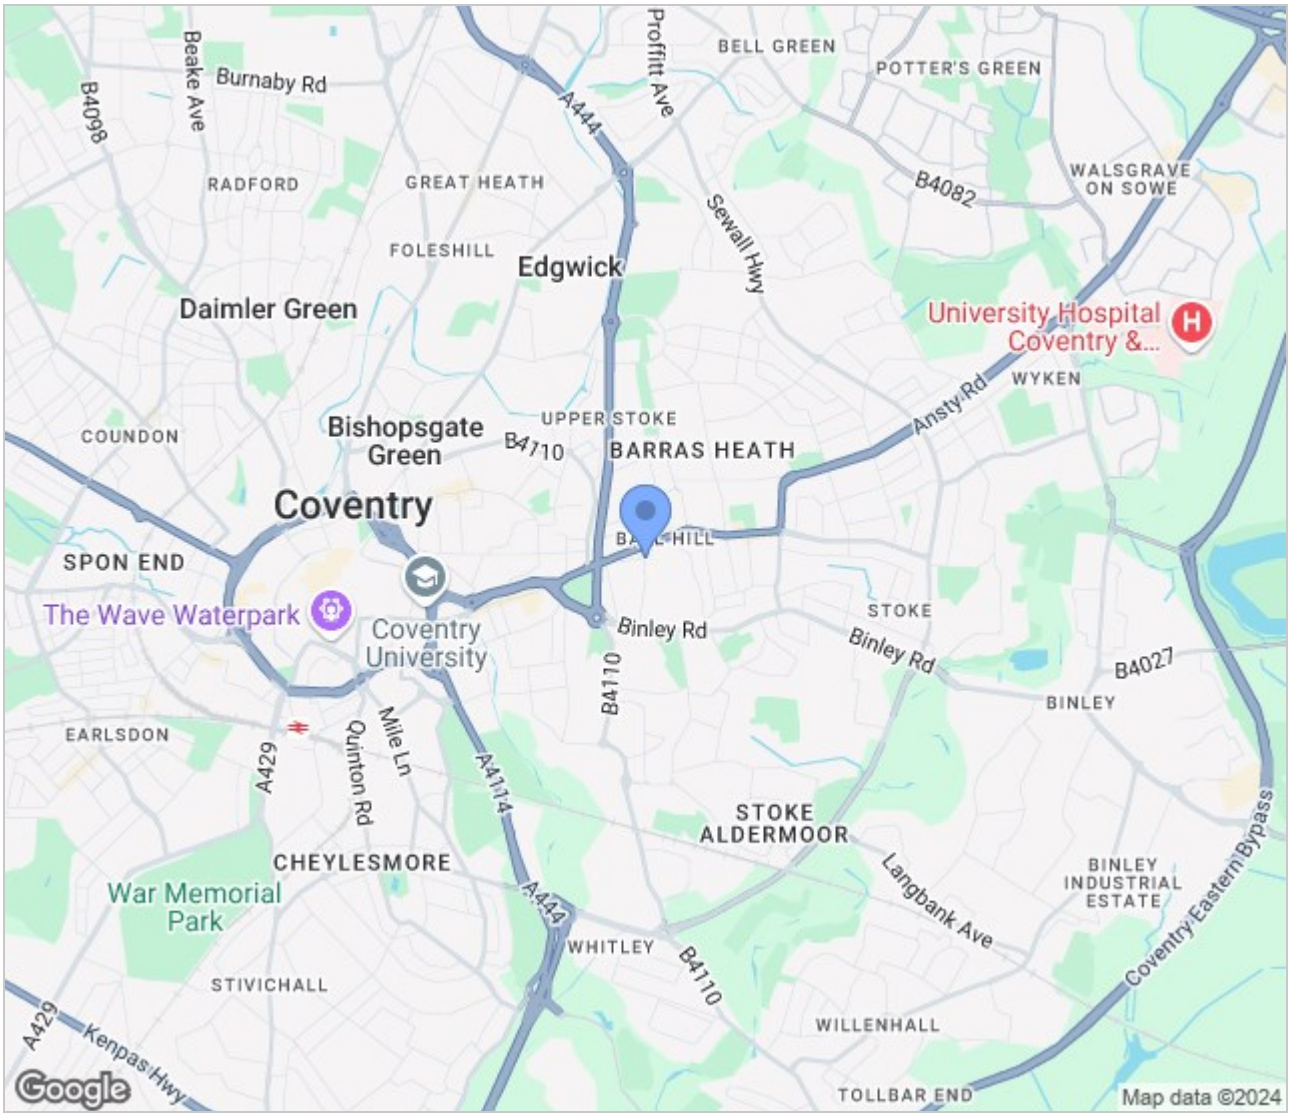 BELL GREEN
POTTER'S GREEN
Proffitt Ave
Beake Ave
Burnaby Rd
B4098
A444
WALSGRAVE
ON SOWE
RADFORD
GREAT HEATH
B4082
Sewall Hwy
FOLESHILL
Edgwick
Daimler Green
University Hospital
Coventry &...
H
WYKEN
Ansty Rd
UPPER STOKE
Bishopsgate
Green
COUNDON
B4110
BARRAS HEATH
Coventry
HILL
SPON END
The Wave Waterpark
Coventry
University
STOKE
Binley Rd
Binley Rd
B4027
B4110
BINLEY
EARLSDON
A429
Quinton Rd
Mile Ln
A4114
STOKE
ALDERMOOR
CHEYLESMORE
Langbank Ave
BINLEY
INDUSTRIAL
ESTATE
Coventry Eastern Bypass
War Memorial
Park
A444
WHITLEY
B4110
STIVICHALL
A429
Kenpas Hwy
WILLENHALL
TOLLBAR END
Google
Map data ©2024